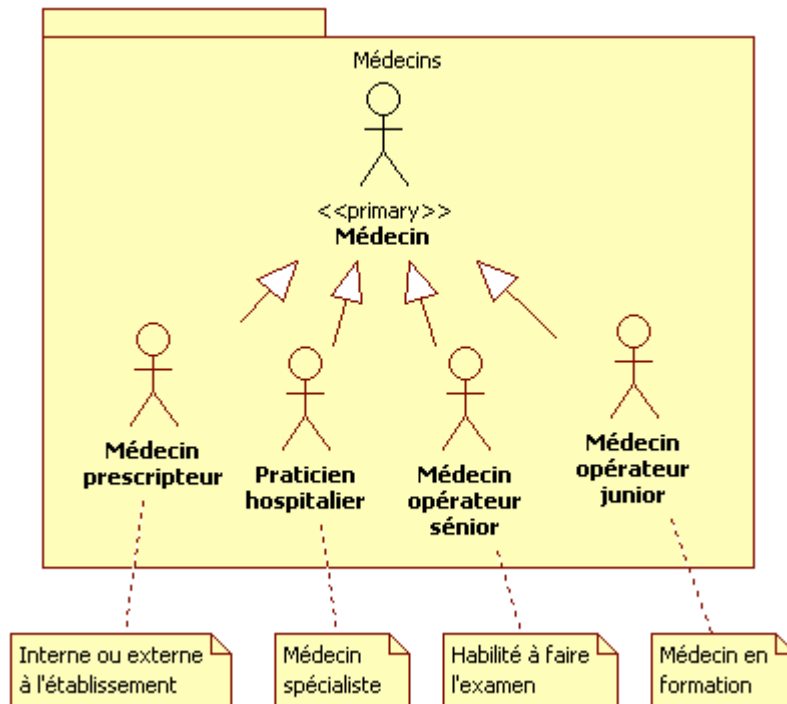 Médecins
<<primary>>
Médecin
Médecin
prescripteur
Praticien
hospitalier
Médecin
opérateur
sénior
Médecin
opérateur
junior
Interne ou externe
à l'établissement
Médecin
spécialiste
Habilité à faire
l'examen
Médecin en
formation